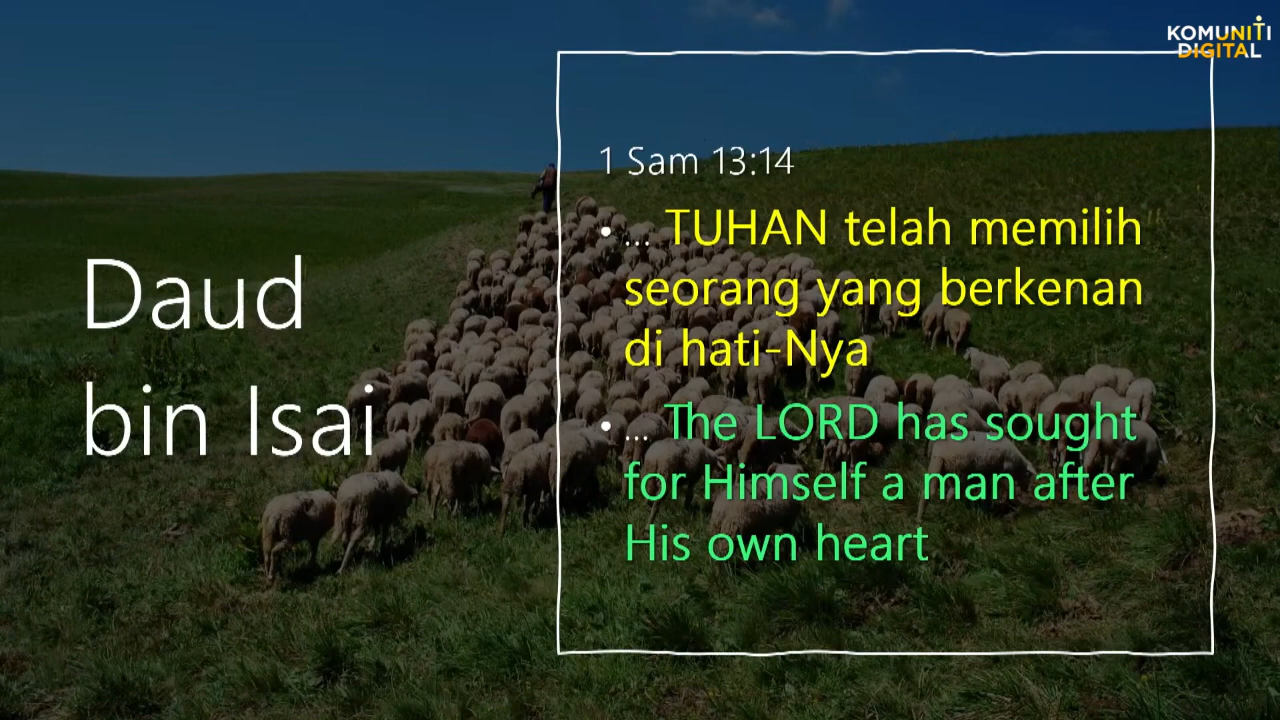 KOMUNITI
DIGITAL
Daud
bin Isai
1 Sam 13:14
• ... TUHAN telah memilih
seorang yang berkenan
di hati-Nya
• ... The LORD has sought
for Himself a man after
His own heart